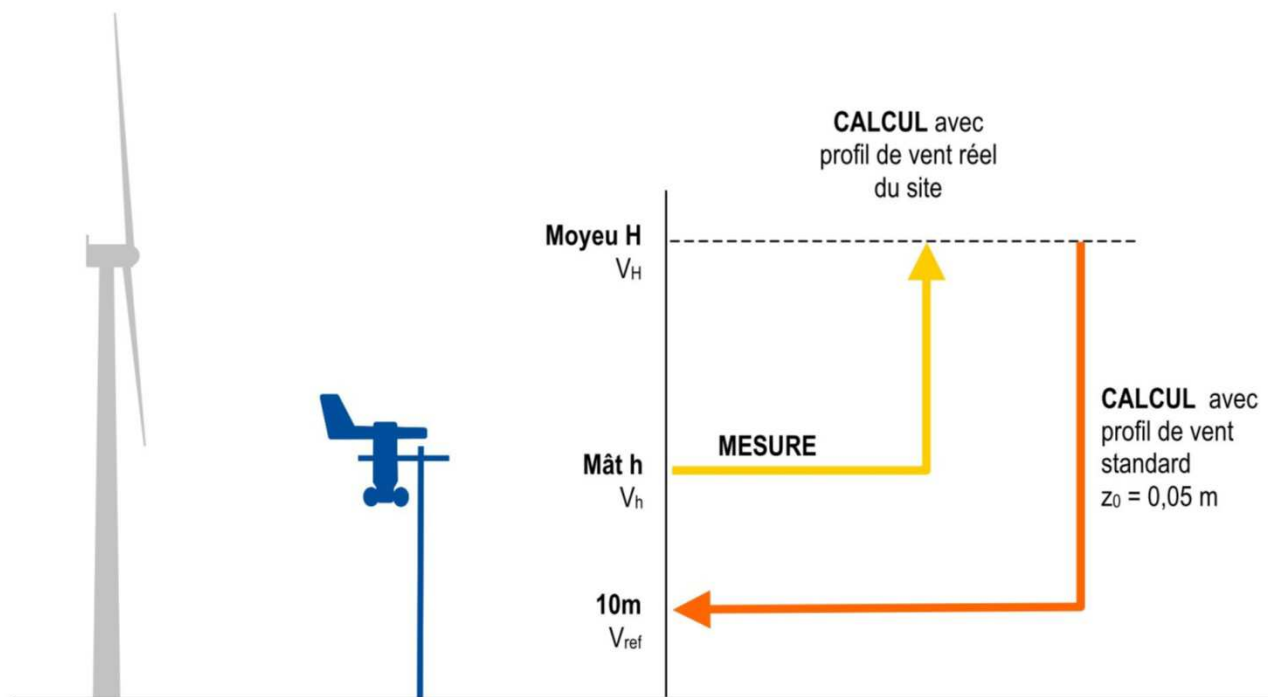 CALCUL avec
profil de vent réel
du site
Moyeu H
VH
MESURE
Mât h
Vh
CALCUL avec
profil de vent
standard
z0 = 0,05 m
10m
Vref